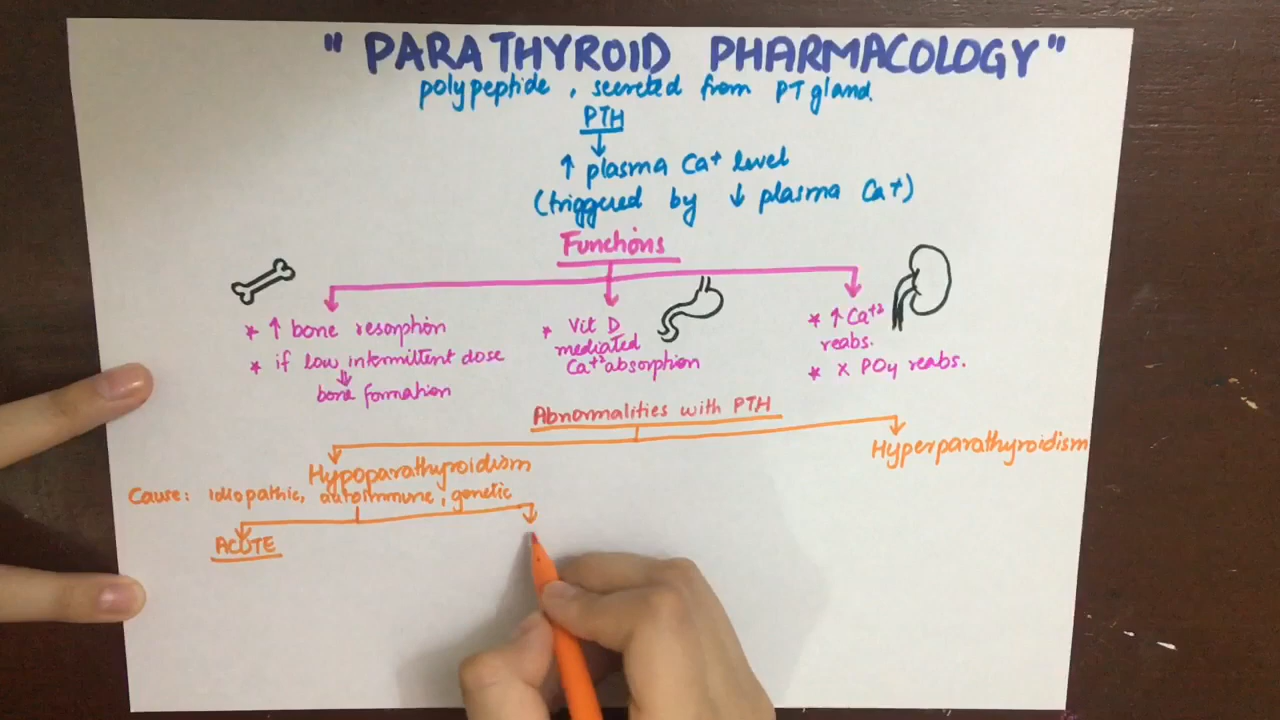 " PARATHYROID PHARMACOLOGY"
polypeptide, secreted from PT gland.
PTH
↑ plasma Ca+ level
(triggered by ↓ plasma Ca+)
Functions
* ↑ bone resorption
* if low intermittent dose
bone formation
* Vit D
mediated
Ca+2 absorption
* ↑ Ca+2
reabs.
* X PO4 reabs.
Abnormalities with PTH
Hypoparathyroidism
Cause: Idiopathic, autoimmune, genetic
ACUTE
Hyperparathyroidism